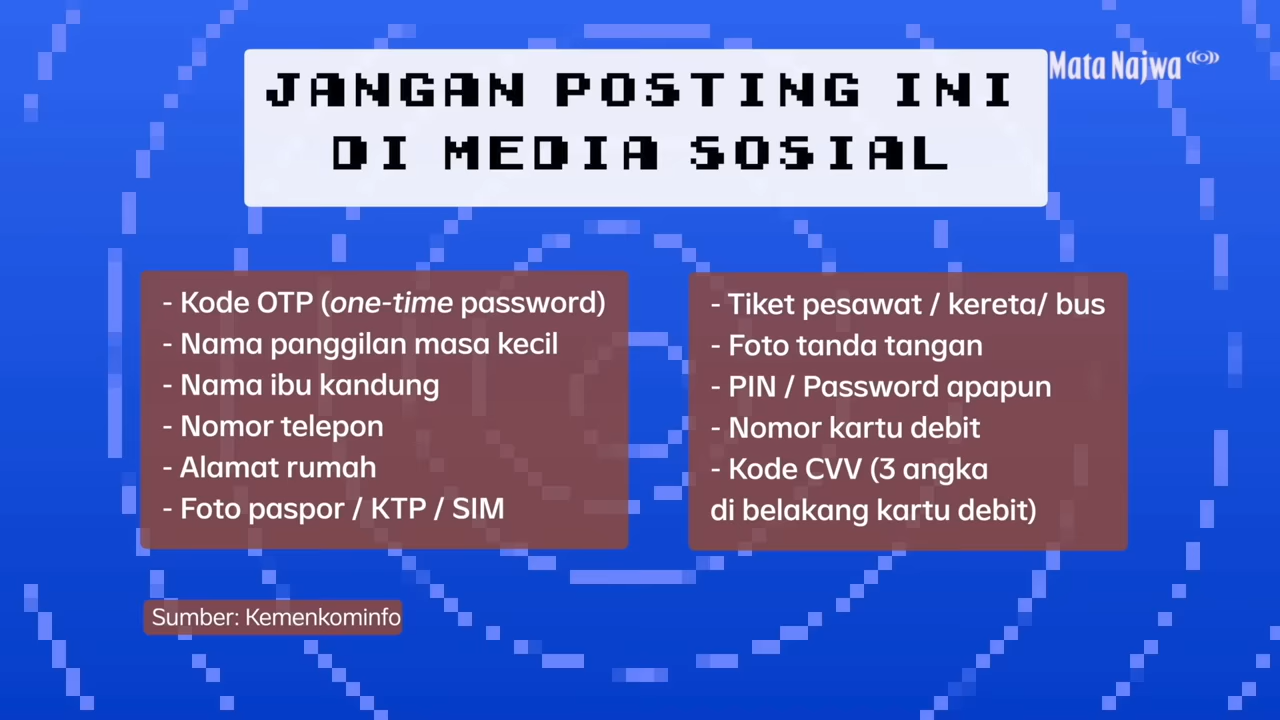 JANGAN POSTING INI
DI MEDIA SOSIAL
Mata Najwa
- Kode OTP (one-time password)
- Nama panggilan masa kecil
- Nama ibu kandung
- Nomor telepon
- Alamat rumah
- Foto paspor / KTP / SIM
- Tiket pesawat / kereta/ bus
- Foto tanda tangan
- PIN / Password apapun
- Nomor kartu debit
- Kode CVV (3 angka
di belakang kartu debit)
Sumber: Kemenkominfo